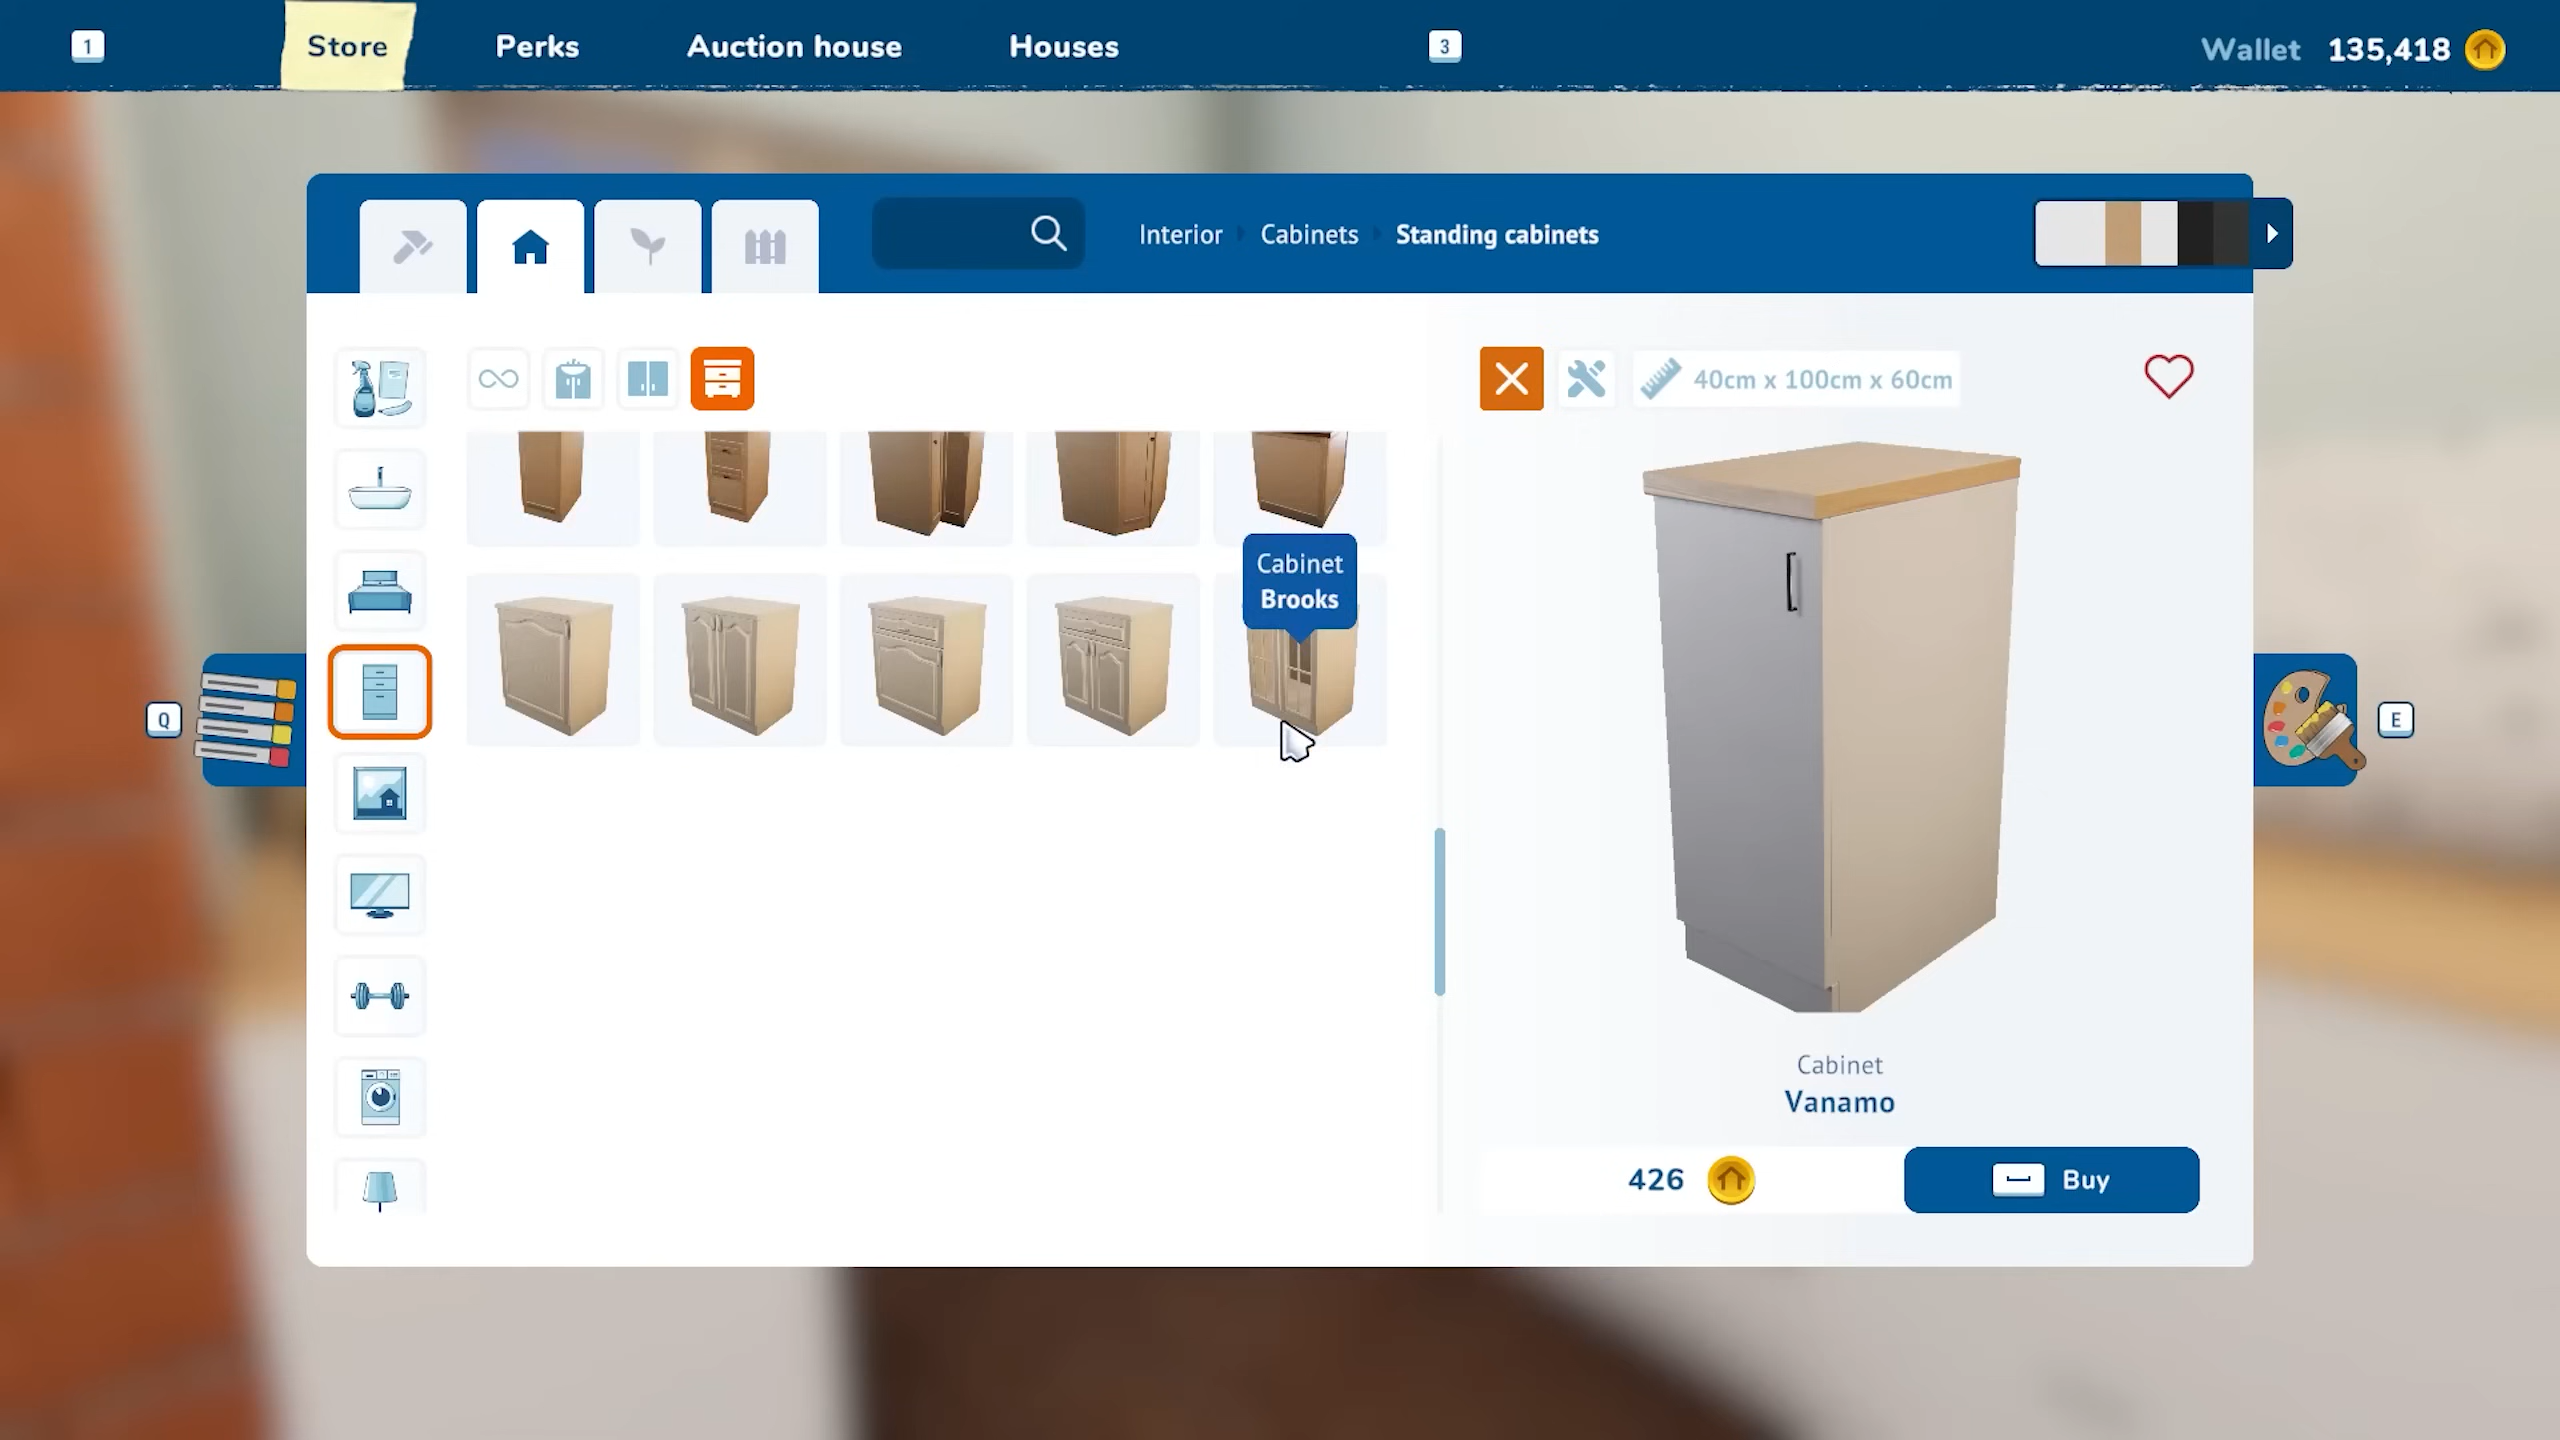 1
Store
Perks
Auction house
Houses
3
Wallet 135,418
Interior
Cabinets
Standing cabinets
40cm x 100cm x 60cm
Cabinet
Brooks
Q
E
Cabinet
Vanamo
426
Buy